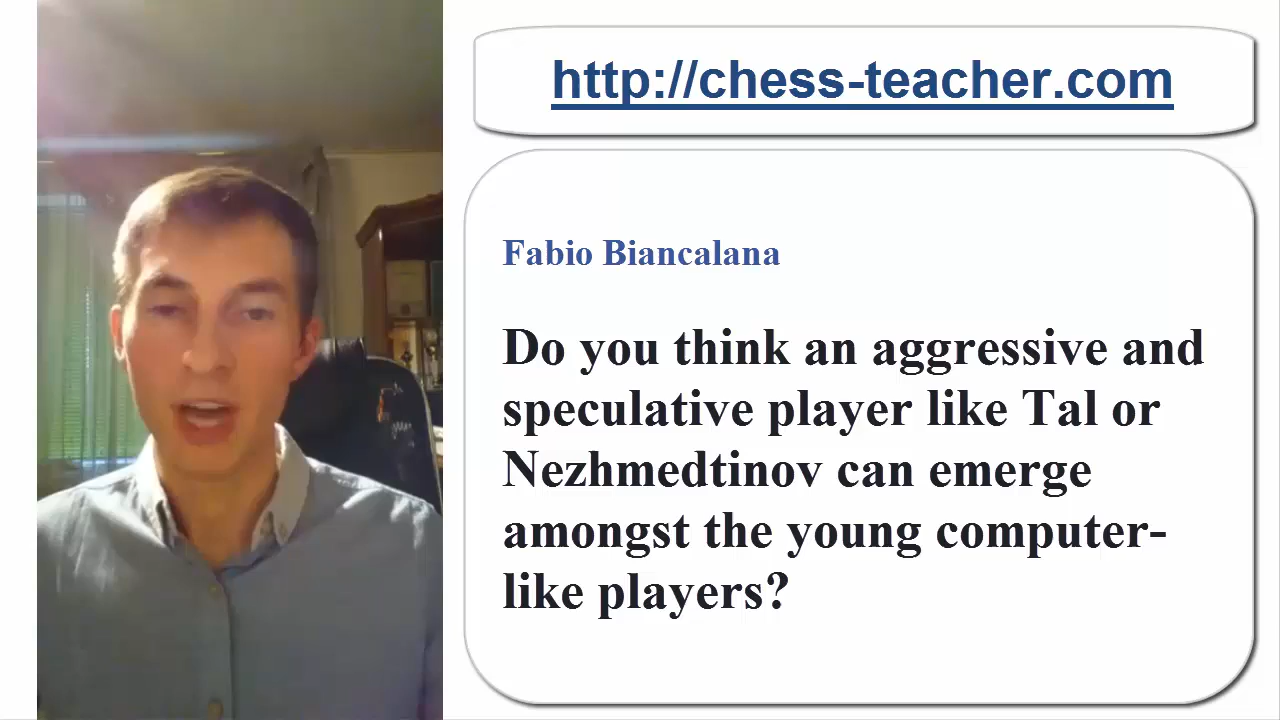 http://chess-teacher.com
Fabio Biancalana
Do you think an aggressive and
speculative player like Tal or
Nezhmedtinov can emerge
amongst the young computer-
like players?